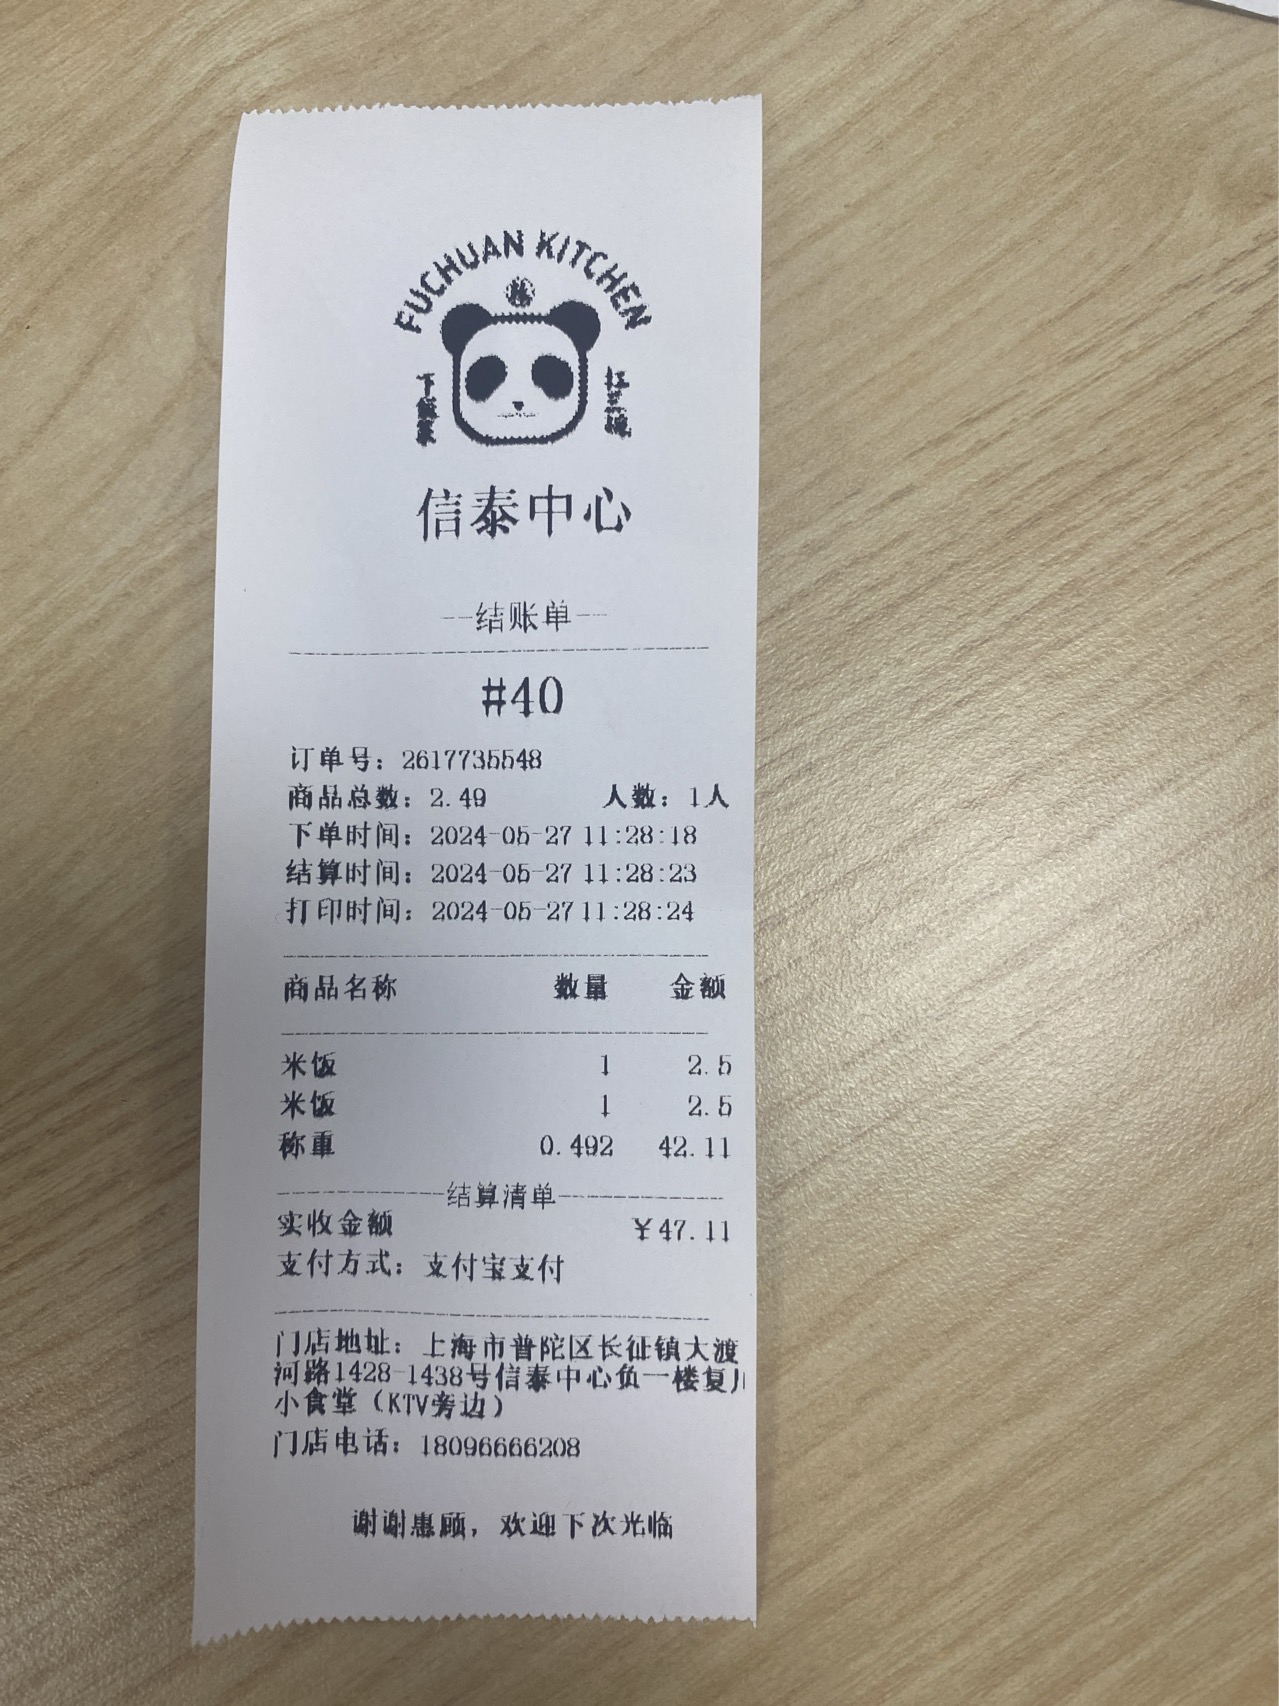 FUCHUAN KITCHEN
下饭菜
扛三碗
信泰中心
--结账单--
#40
订单号：2617735548
商品总数：2.49 人数：1人
下单时间：2024-05-27 11:28:18
结算时间：2024-05-27 11:28:23
打印时间：2024-05-27 11:28:24
商品名称 数量 金额
米饭 1 2.5
米饭 1 2.5
称重 0.492 42.11
结算清单
实收金额 ￥47.11
支付方式：支付宝支付
门店地址：上海市普陀区长征镇大渡
河路1428-1438号信泰中心负一楼复川
小食堂（KTV旁边）
门店电话：18096666208
谢谢惠顾，欢迎下次光临